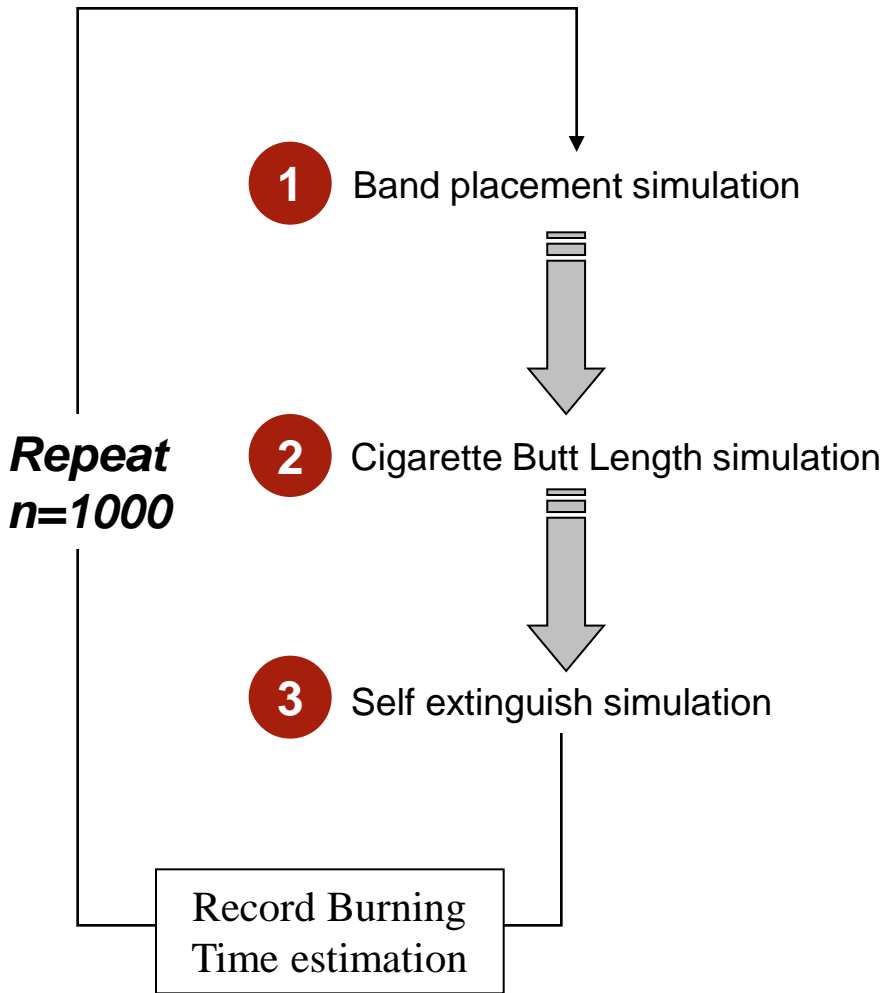 1 Band placement simulation
Repeat
n=1000
2 Cigarette Butt Length simulation
3 Self extinguish simulation
Record Burning
Time estimation